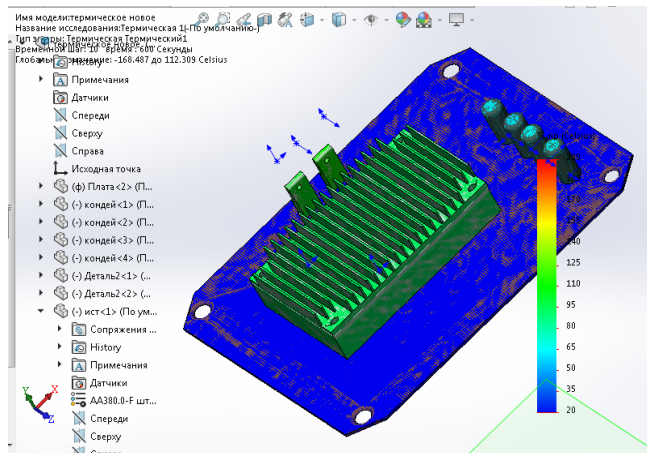 Имя модели:термическое новое
Название исследования:Термическая 1(-По умолчанию-)
Тип эпюры: Термическая Термический1
Временной шаг: 10 время : 600 Секунды
Глобальное значение: -168.487 до 112.309 Celsius
термическое новое
History
Примечания
Датчики
Спереди
Сверху
Справа
Исходная точка
(ф) Плата<2> (П...
(-) кондей<1> (П...
(-) кондей<2> (П...
(-) кондей<3> (П...
(-) кондей<4> (П...
(-) Деталь2<1> (...
(-) Деталь2<2> (...
(-) ист<1> (По ум...
Сопряжения ...
History
Примечания
Датчики
AA380.0-F шт...
Спереди
Сверху
125
110
95
80
65
50
35
20
Y
X
Z